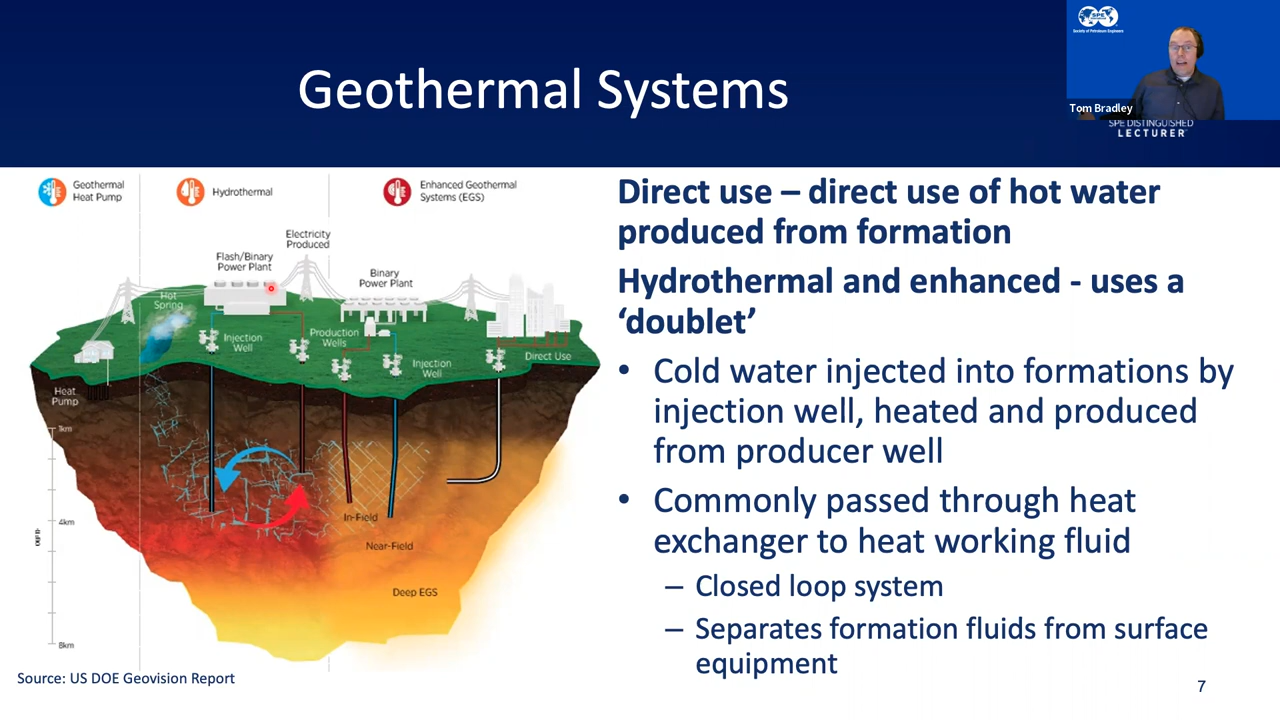 Geothermal Systems
SPE
Society of Petroleum Engineers
Tom Bradley
SPE DISTINGUISHED
LECTURER
Geothermal
Heat Pump
Hydrothermal
Enhanced Geothermal
Systems (EGS)
Electricity
Produced
Flash/Binary
Power Plant
Binary
Power Plant
Hot
Spring
Injection
Well
Production
Wells
Injection
Well
Direct Use
Heat
Pump
1km
4km
8km
In-Field
Near-Field
Deep EGS
Source: US DOE Geovision Report
Direct use – direct use of hot water
produced from formation
Hydrothermal and enhanced - uses a
‘doublet’
• Cold water injected into formations by
injection well, heated and produced
from producer well
• Commonly passed through heat
exchanger to heat working fluid
– Closed loop system
– Separates formation fluids from surface
equipment
7